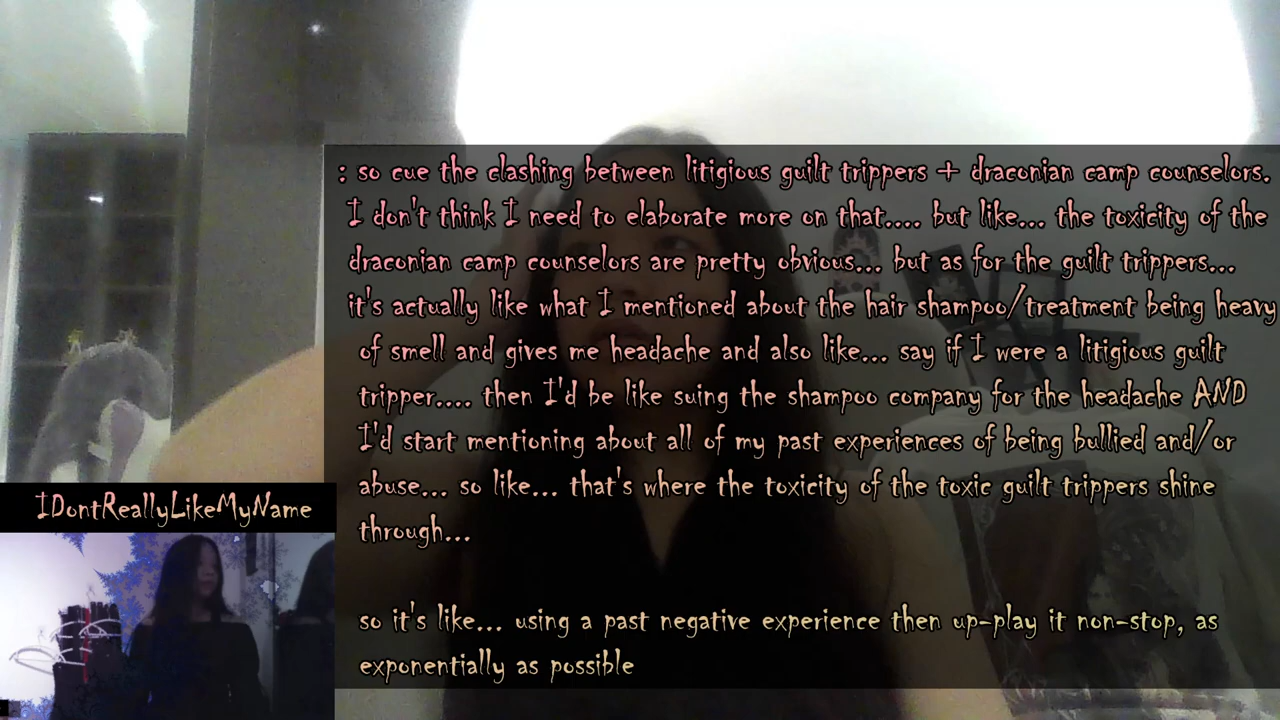 : so cue the clashing between litigious guilt trippers + draconian camp counselors.
I don't think I need to elaborate more on that.... but like... the toxicity of the
draconian camp counselors are pretty obvious... but as for the guilt trippers...
it's actually like what I mentioned about the hair shampoo/treatment being heavy
of smell and gives me headache and also like... say if I were a litigious guilt
tripper.... then I'd be like suing the shampoo company for the headache AND
I'd start mentioning about all of my past experiences of being bullied and/or
abuse... so like... that's where the toxicity of the toxic guilt trippers shine
through...
so it's like... using a past negative experience then up-play it non-stop, as
exponentially as possible
IDontReallyLikeMyName